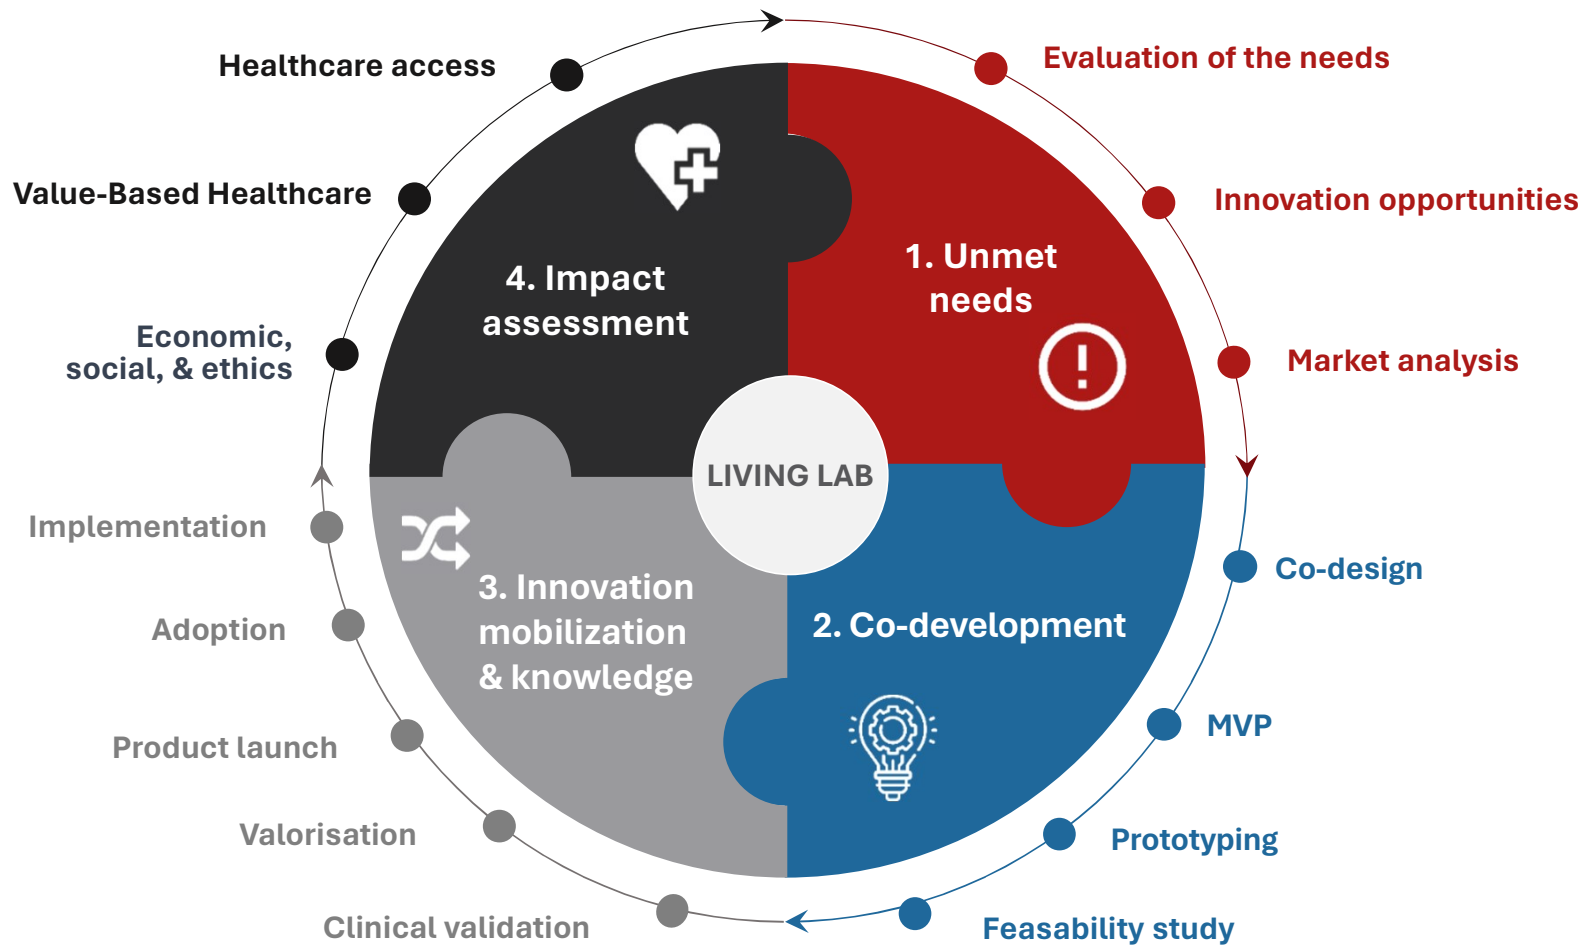 Healthcare access
Evaluation of the needs
Value-Based Healthcare
Innovation opportunities
1. Unmet
needs
4. Impact
assessment
Economic,
social, & ethics
Market analysis
LIVING LAB
Implementation
Co-design
3. Innovation
mobilization
& knowledge
2. Co-development
Adoption
MVP
Product launch
Valorisation
Prototyping
Clinical validation
Feasability study